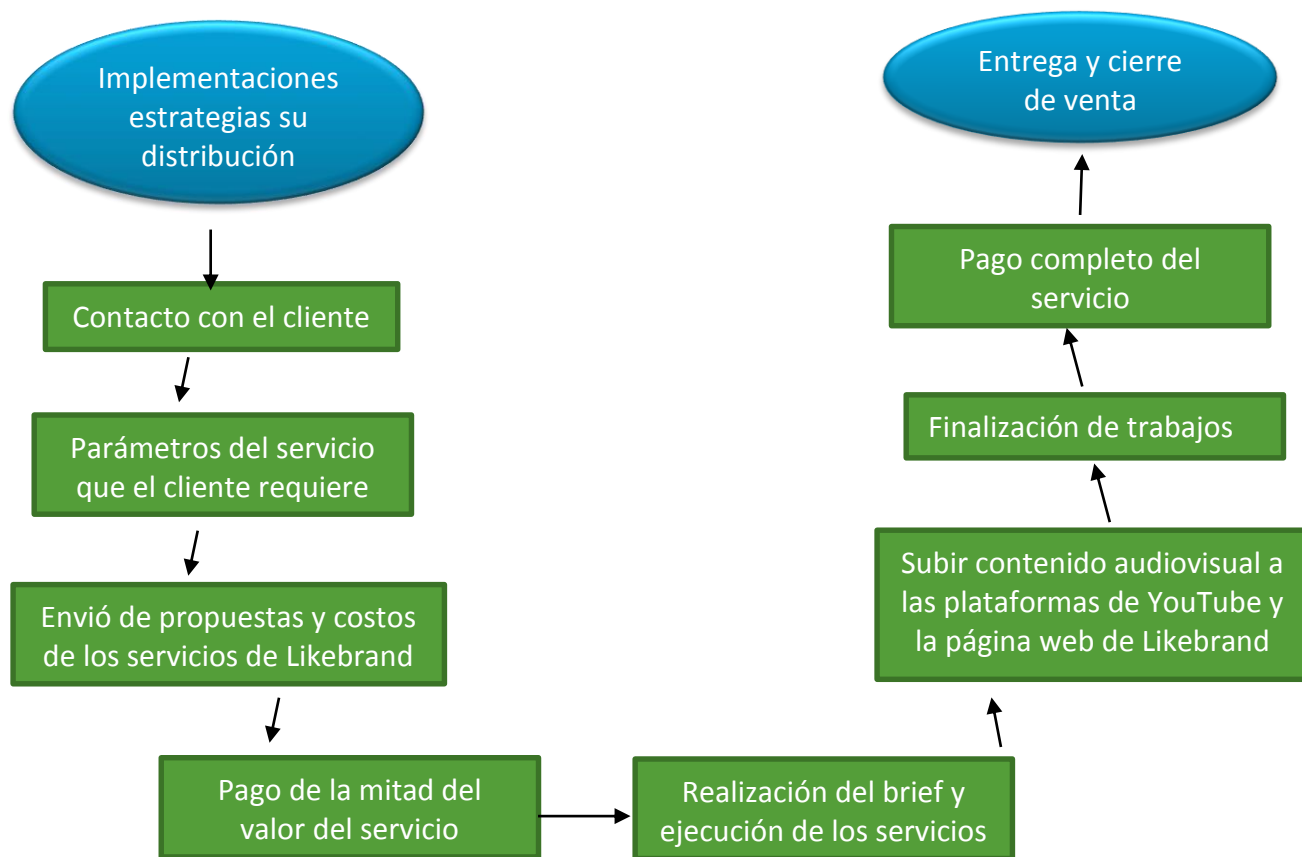 Implementaciones
estrategias su
distribución
Contacto con el cliente
Parámetros del servicio
que el cliente requiere
Envió de propuestas y costos
de los servicios de Likebrand
Pago de la mitad del
valor del servicio
Realización del brief y
ejecución de los servicios
Subir contenido audiovisual a
las plataformas de YouTube y
la página web de Likebrand
Finalización de trabajos
Pago completo del
servicio
Entrega y cierre
de venta